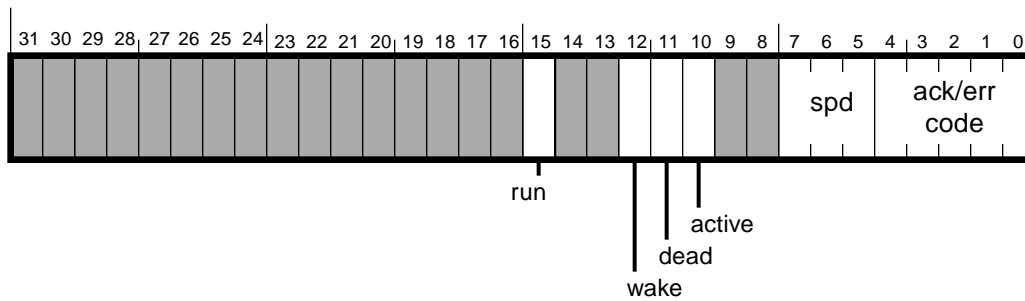 31 30 29 28 27 26 25 24 23 22 21 20 19 18 17 16 15 14 13 12 11 10 9 8 7 6 5 4 3 2 1 0
spd
ack/err
code
run
active
dead
wake